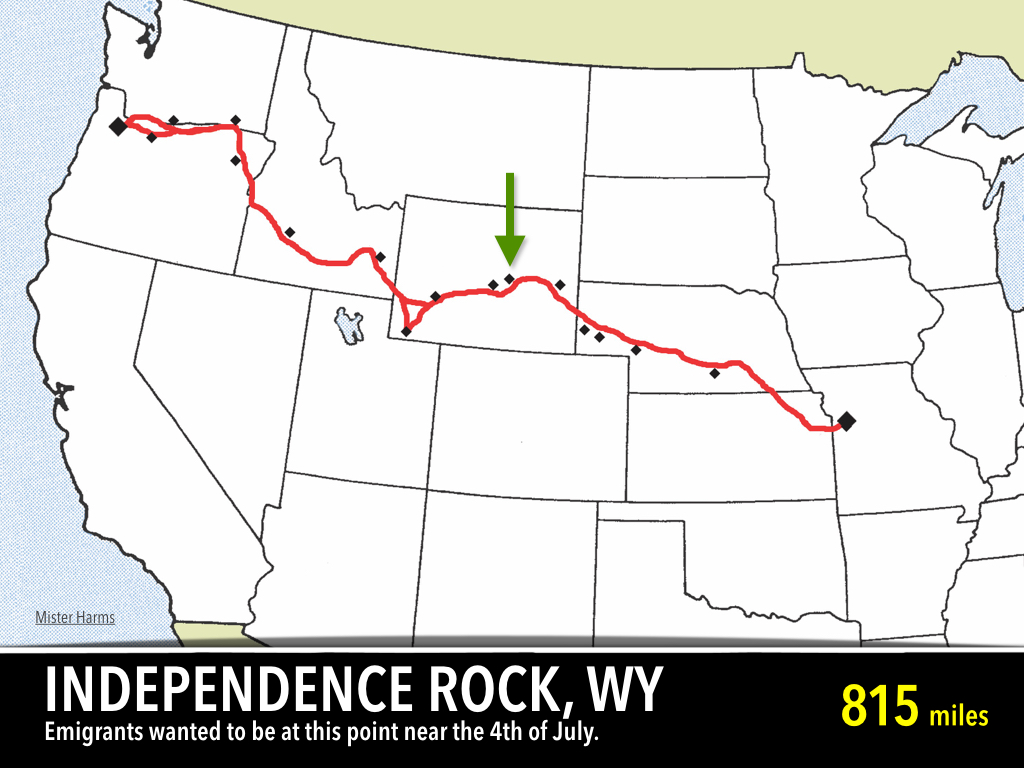 Mister Harms
INDEPENDENCE ROCK, WY
Emigrants wanted to be at this point near the 4th of July.
815 miles